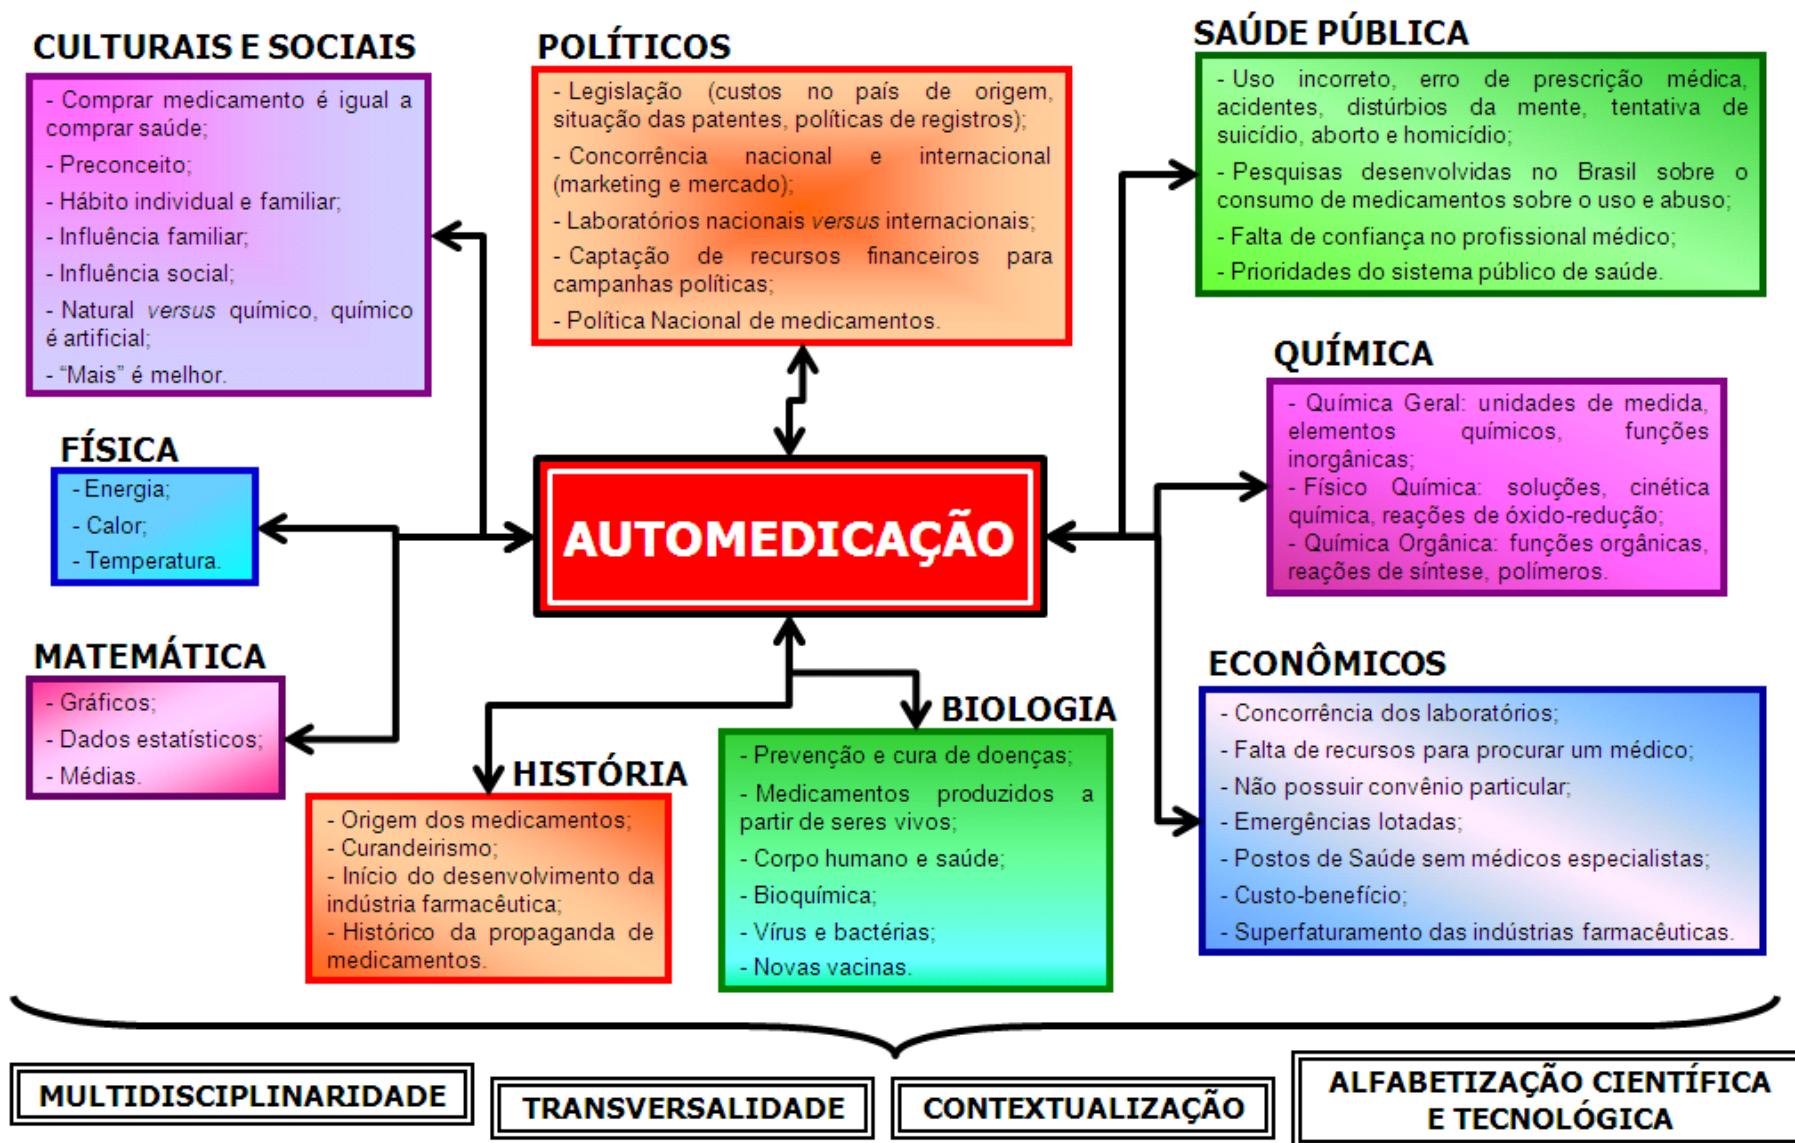 CULTURAIS E SOCIAIS
- Comprar medicamento é igual a
comprar saúde;
- Preconceito;
- Hábito individual e familiar;
- Influência familiar;
- Influência social;
- Natural versus químico, químico
é artificial;
- “Mais” é melhor.
POLÍTICOS
- Legislação (custos no país de origem,
situação das patentes, políticas de registros);
- Concorrência nacional e internacional
(marketing e mercado);
- Laboratórios nacionais versus internacionais;
- Captação de recursos financeiros para
campanhas políticas;
- Política Nacional de medicamentos.
SAÚDE PÚBLICA
- Uso incorreto, erro de prescrição médica,
acidentes, distúrbios da mente, tentativa de
suicídio, aborto e homicídio;
- Pesquisas desenvolvidas no Brasil sobre o
consumo de medicamentos sobre o uso e abuso;
- Falta de confiança no profissional médico;
- Prioridades do sistema público de saúde.
QUÍMICA
- Química Geral: unidades de medida,
elementos químicos, funções
inorgânicas;
- Físico Química: soluções, cinética
química, reações de óxido-redução;
- Química Orgânica: funções orgânicas,
reações de síntese, polímeros.
FÍSICA
- Energia;
- Calor;
- Temperatura.
AUTOMEDICAÇÃO
MATEMÁTICA
- Gráficos;
- Dados estatísticos;
- Médias.
HISTÓRIA
- Origem dos medicamentos;
- Curandeirismo;
- Início do desenvolvimento da
indústria farmacêutica;
- Histórico da propaganda de
medicamentos.
BIOLOGIA
- Prevenção e cura de doenças;
- Medicamentos produzidos a
partir de seres vivos;
- Corpo humano e saúde;
- Bioquímica;
- Vírus e bactérias;
- Novas vacinas.
ECONÔMICOS
- Concorrência dos laboratórios;
- Falta de recursos para procurar um médico;
- Não possuir convênio particular;
- Emergências lotadas;
- Postos de Saúde sem médicos especialistas;
- Custo-benefício;
- Superfaturamento das indústrias farmacêuticas.
MULTIDISCIPLINARIDADE
TRANSVERSALIDADE
CONTEXTUALIZAÇÃO
ALFABETIZAÇÃO CIENTÍFICA
E TECNOLÓGICA